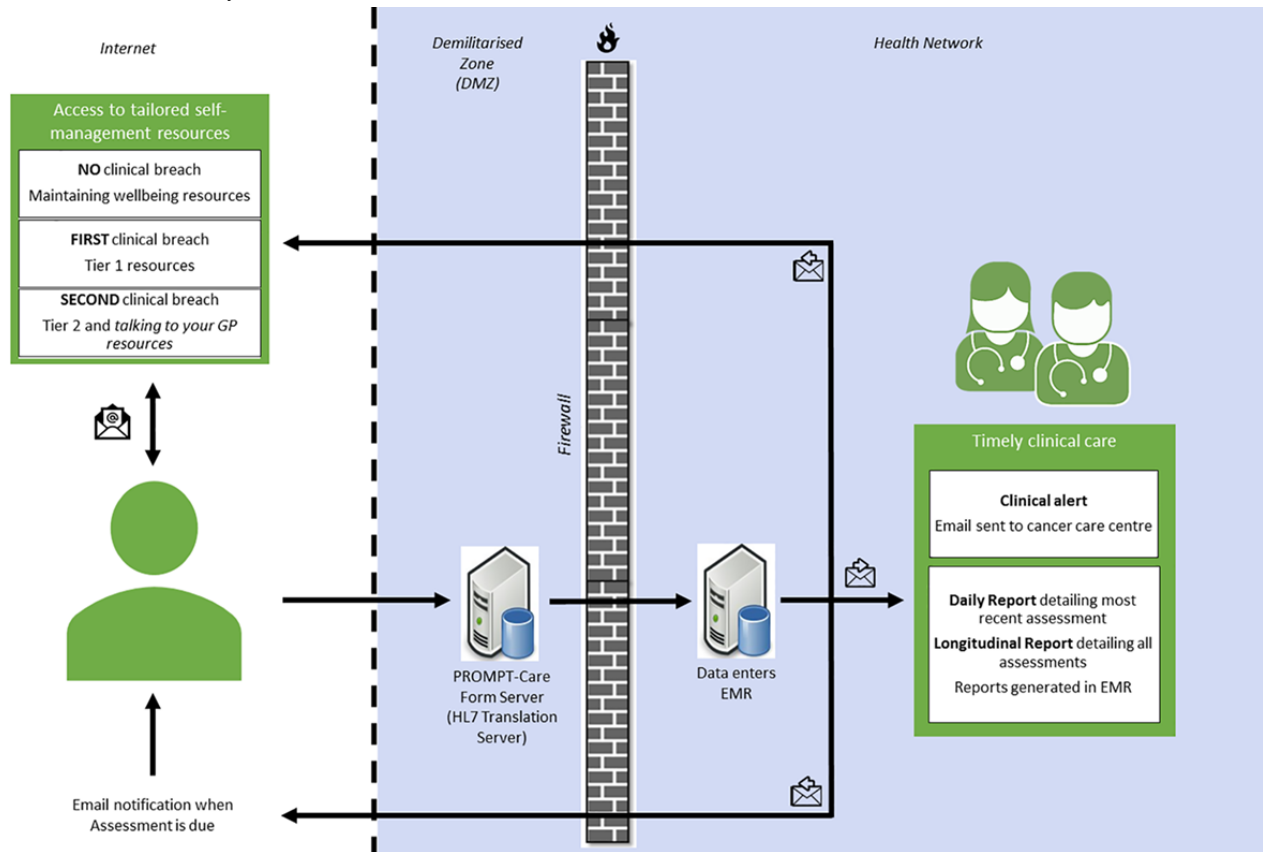 Internet
Demilitarised
Zone
(DMZ)
Health Network
Access to tailored self-
management resources
NO clinical breach
Maintaining wellbeing resources
FIRST clinical breach
Tier 1 resources
SECOND clinical breach
Tier 2 and talking to your GP
resources
Firewall
@
Timely clinical care
Clinical alert
Email sent to cancer care centre
Daily Report detailing most
recent assessment
Longitudinal Report detailing all
assessments
Reports generated in EMR
PROMPT-Care
Form Server
(HL7 Translation
Server)
Data enters
EMR
Email notification when
Assessment is due